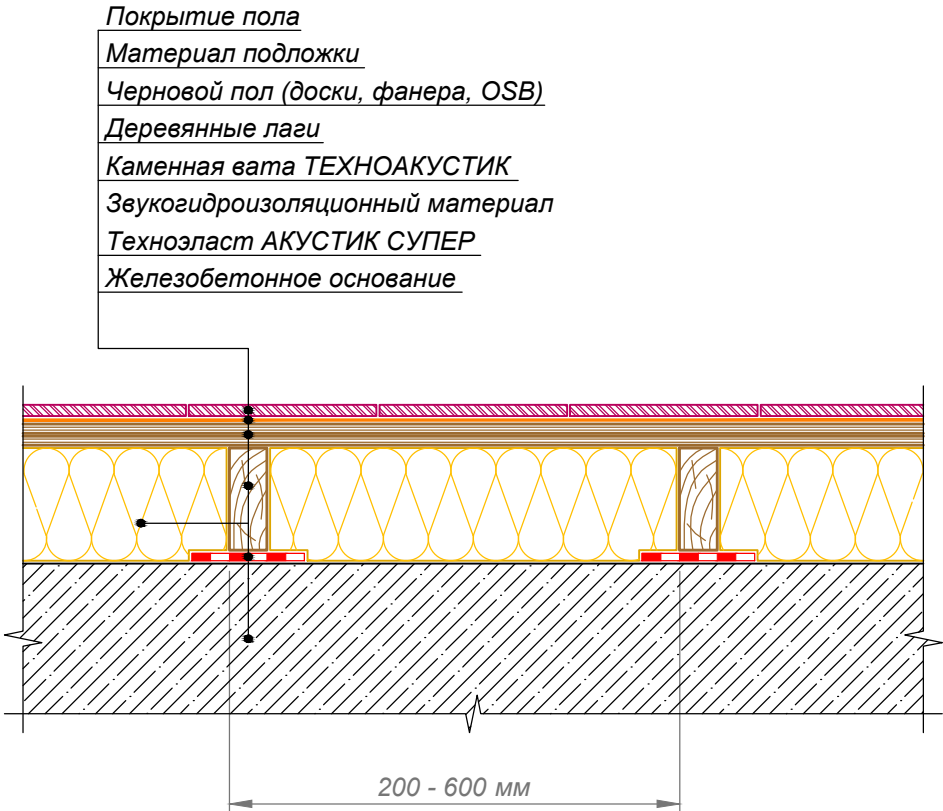 Покрытие пола
Материал подложки
Черновой пол (доски, фанера, OSB)
Деревянные лаги
Каменная вата ТЕХНОАКУСТИК
Звукогидроизоляционный материал
Техноэласт АКУСТИК СУПЕР
Железобетонное основание
200 - 600 мм